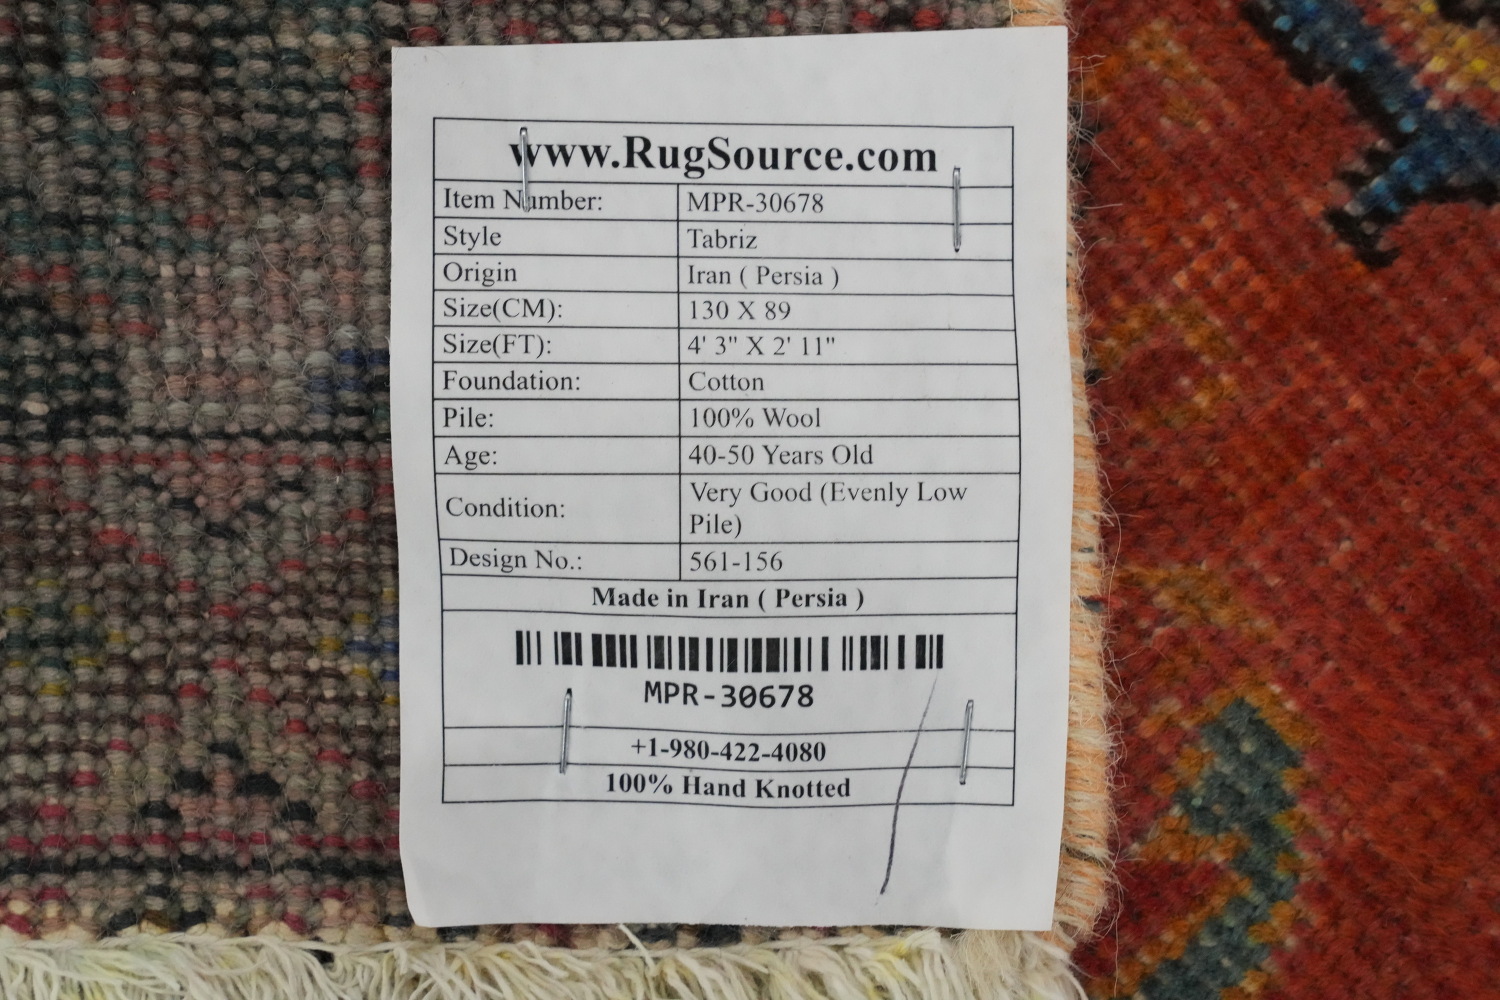 www.RugSource.com
Item Number: MPR-30678
Style Tabriz
Origin Iran ( Persia )
Size(CM): 130 X 89
Size(FT): 4' 3" X 2' 11"
Foundation: Cotton
Pile: 100% Wool
Age: 40-50 Years Old
Condition: Very Good (Evenly Low
Pile)
Design No.: 561-156
Made in Iran ( Persia )
MPR-30678
+1-980-422-4080
100% Hand Knotted